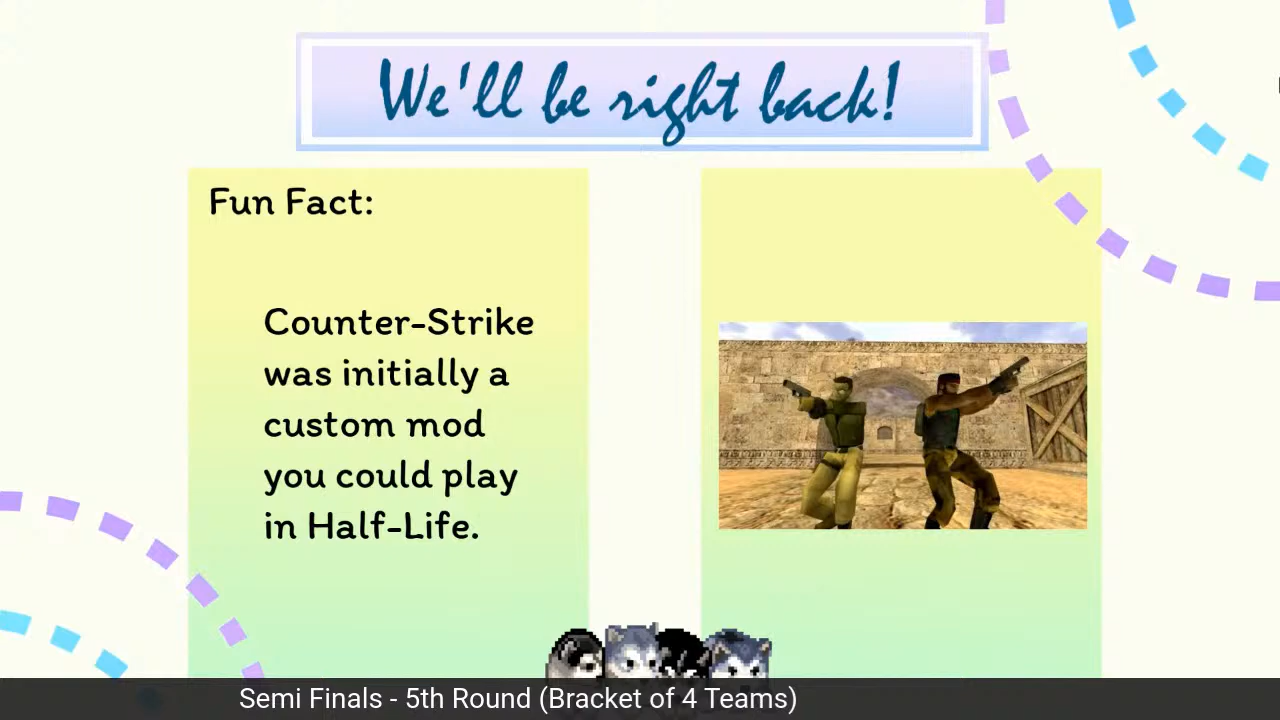 We'll be right back!
Fun Fact:
Counter-Strike
was initially a
custom mod
you could play
in Half-Life.
Semi Finals - 5th Round (Bracket of 4 Teams)